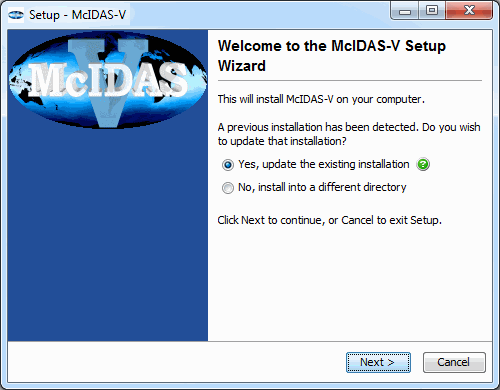 Setup - McIDAS-V
V
McIDAS
Welcome to the McIDAS-V Setup
Wizard
This will install McIDAS-V on your computer.
A previous installation has been detected. Do you wish
to update that installation?
Yes, update the existing installation ?
No, install into a different directory
Click Next to continue, or Cancel to exit Setup.
Next > Cancel